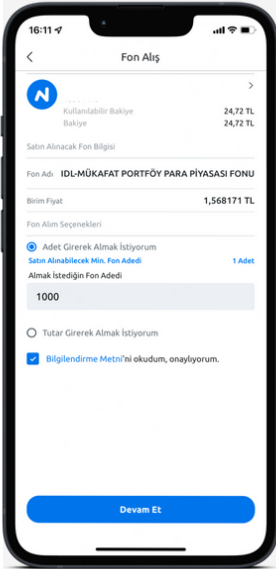 16:11
Fon Alış
Kullanılabilir Bakiye 24,72 TL
Bakiye 24,72 TL
Satın Alınacak Fon Bilgisi
Fon Adı IDL-MÜKAFAT PORTFÖY PARA PİYASASI FONU
Birim Fiyat 1,568171 TL
Fon Alım Seçenekleri
Adet Girerek Almak İstiyorum
Satın Alınabilecek Min. Fon Adedi 1 Adet
Almak İstediğin Fon Adedi
1000
Tutar Girerek Almak İstiyorum
Bilgilendirme Metni'ni okudum, onaylıyorum.
Devam Et